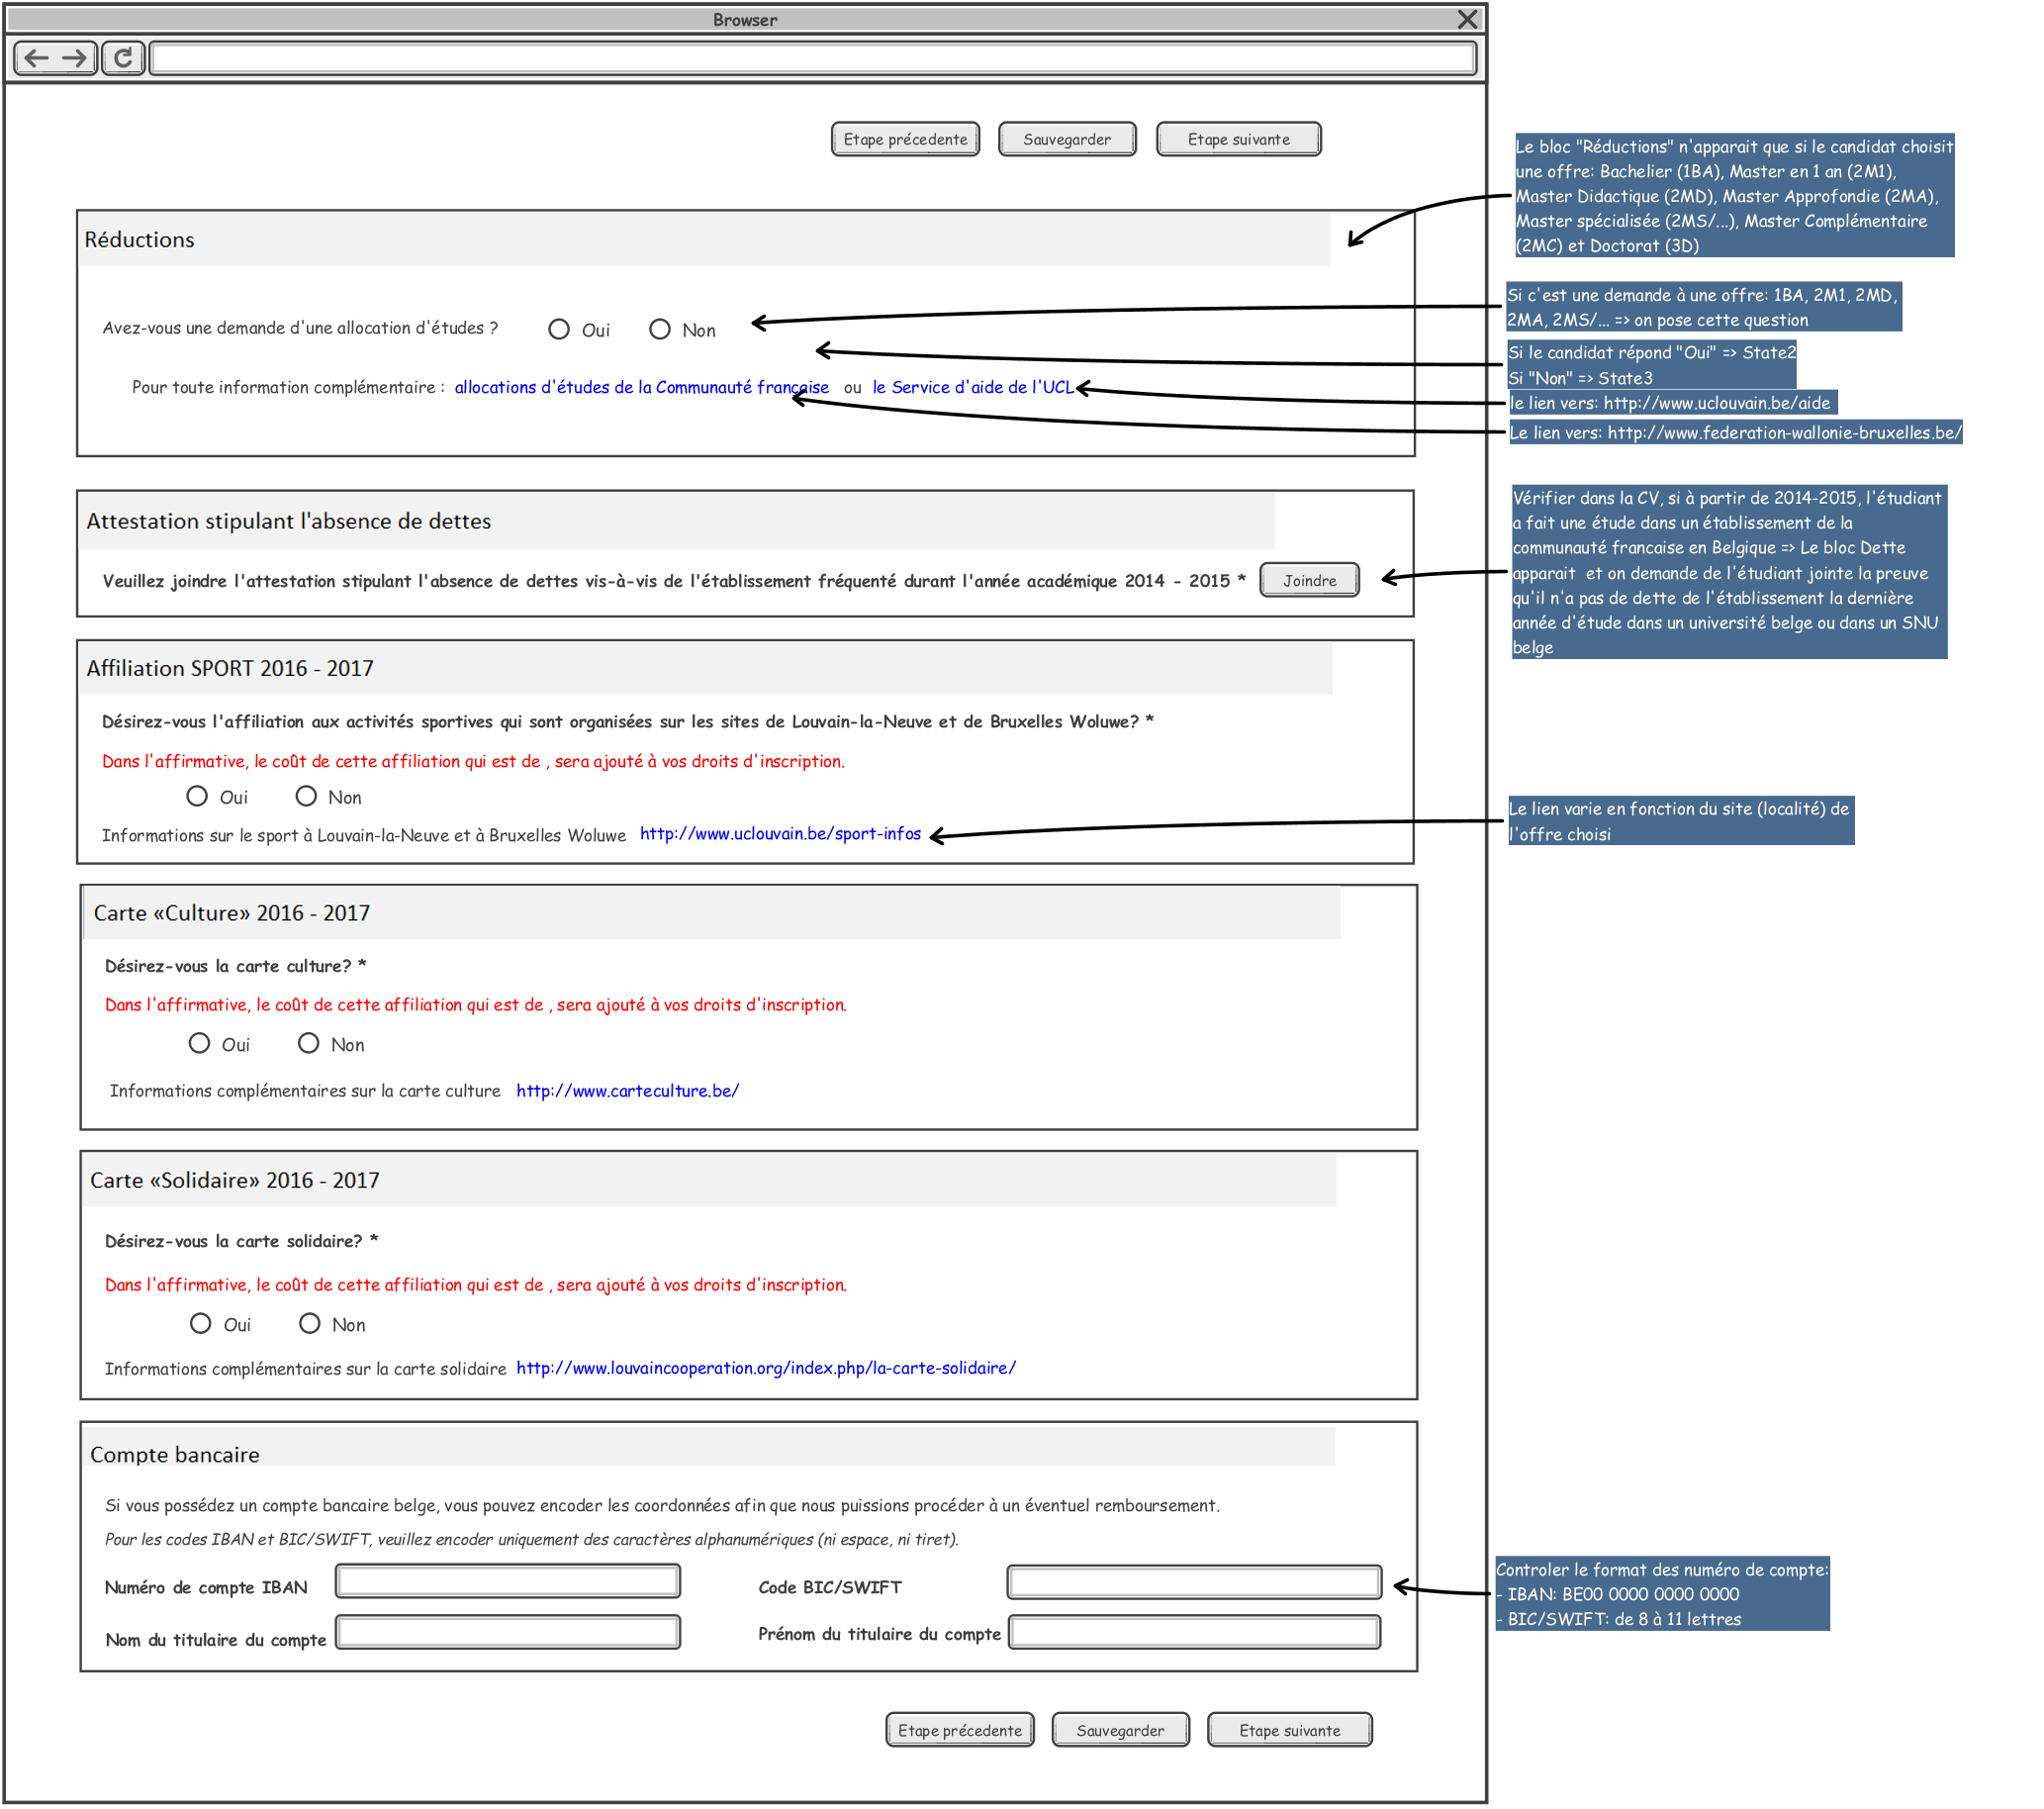 Browser
Etape précedente
Sauvegarder
Etape suivante
Le bloc "Réductions" n'apparait que si le candidat choisit
une offre: Bachelier (1BA), Master en 1 an (2M1),
Master Didactique (2MD), Master Approfondie (2MA),
Master spécialisée (2MS/...), Master Complémentaire
(2MC) et Doctorat (3D)
Réductions
Si c'est une demande à une offre: 1BA, 2M1, 2MD,
2MA, 2MS/... => on pose cette question
Avez-vous une demande d'une allocation d'études ?
Oui
Non
Si le candidat répond "Oui" => State2
Si "Non" => State3
Pour toute information complémentaire : allocations d'études de la Communauté francaise ou le Service d'aide de l'UCL
le lien vers: http://www.uclouvain.be/aide
Le lien vers: http://www.federation-wallonie-bruxelles.be/
Attestation stipulant l'absence de dettes
Veuillez joindre l'attestation stipulant l'absence de dettes vis-à-vis de l'établissement fréquenté durant l'année académique 2014 - 2015 *
Joindre
Vérifier dans la CV, si à partir de 2014-2015, l'étudiant
a fait une étude dans un établissement de la
communauté francaise en Belgique => Le bloc Dette
apparait et on demande de l'étudiant jointe la preuve
qu'il n'a pas de dette de l'établissement la dernière
année d'étude dans un université belge ou dans un SNU
belge
Affiliation SPORT 2016 - 2017
Désirez-vous l'affiliation aux activités sportives qui sont organisées sur les sites de Louvain-la-Neuve et de Bruxelles Woluwe? *
Dans l'affirmative, le coût de cette affiliation qui est de , sera ajouté à vos droits d'inscription.
Oui
Non
Informations sur le sport à Louvain-la-Neuve et à Bruxelles Woluwe http://www.uclouvain.be/sport-infos
Le lien varie en fonction du site (localité) de
l'offre choisi
Carte «Culture» 2016 - 2017
Désirez-vous la carte culture? *
Dans l'affirmative, le coût de cette affiliation qui est de , sera ajouté à vos droits d'inscription.
Oui
Non
Informations complémentaires sur la carte culture http://www.carteculture.be/
Carte «Solidaire» 2016 - 2017
Désirez-vous la carte solidaire? *
Dans l'affirmative, le coût de cette affiliation qui est de , sera ajouté à vos droits d'inscription.
Oui
Non
Informations complémentaires sur la carte solidaire http://www.louvaincooperation.org/index.php/la-carte-solidaire/
Compte bancaire
Si vous possédez un compte bancaire belge, vous pouvez encoder les coordonnées afin que nous puissions procéder à un éventuel remboursement.
Pour les codes IBAN et BIC/SWIFT, veuillez encoder uniquement des caractères alphanumériques (ni espace, ni tiret).
Numéro de compte IBAN
Code BIC/SWIFT
Nom du titulaire du compte
Prénom du titulaire du compte
Controler le format des numéro de compte:
- IBAN: BE00 0000 0000 0000
- BIC/SWIFT: de 8 à 11 lettres
Etape précedente
Sauvegarder
Etape suivante